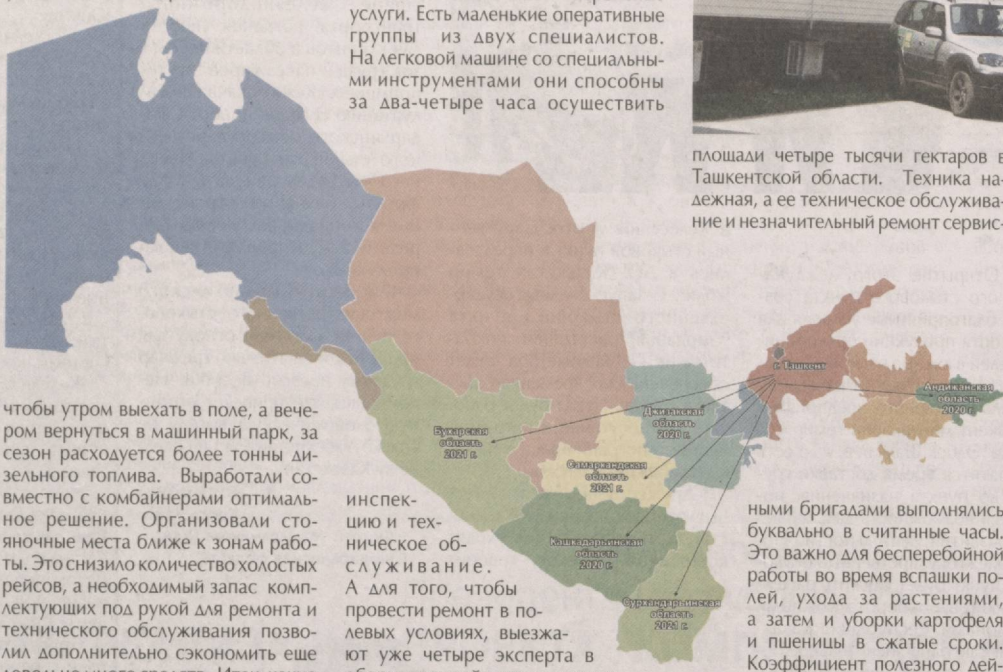 услуги. Есть маленькие оперативные
группы из двух специалистов.
На легковой машине со специальны-
ми инструментами они способны
за два-четыре часа осуществить
площади четыре тысячи гектаров в
Ташкентской области. Техника на-
дежная, а ее техническое обслужива-
ние и незначительный ремонт сервис-
г. Ташкент
Андижанская
область
2020 г.
Джизакская
область
2020 г.
Бухарская
область
2021 г.
Самаркандская
область
2021 г.
Кашкадарьинская
область
2020 г.
Сурхандарьинская
область
2021 г.
чтобы утром выехать в поле, а вече-
ром вернуться в машинный парк, за
сезон расходуется более тонны ди-
зельного топлива. Выработали со-
вместно с комбайнерами оптималь-
ное решение. Организовали сто-
яночные места ближе к зонам рабо-
ты. Это снизило количество холостых
рейсов, а необходимый запас комп-
лектующих под рукой для ремонта и
технического обслуживания позво-
лил дополнительно сэкономить еще
инспек-
цию и тех-
ническое об-
служивание.
А для того, чтобы
провести ремонт в по-
левых условиях, выезжа-
ют уже четыре эксперта в
ными бригадами выполнялись
буквально в считанные часы.
Это важно для бесперебойной
работы во время вспашки по-
лей, ухода за растениями,
а затем и уборки картофеля
и пшеницы в сжатые сроки.
Коэффициент полезного дей-